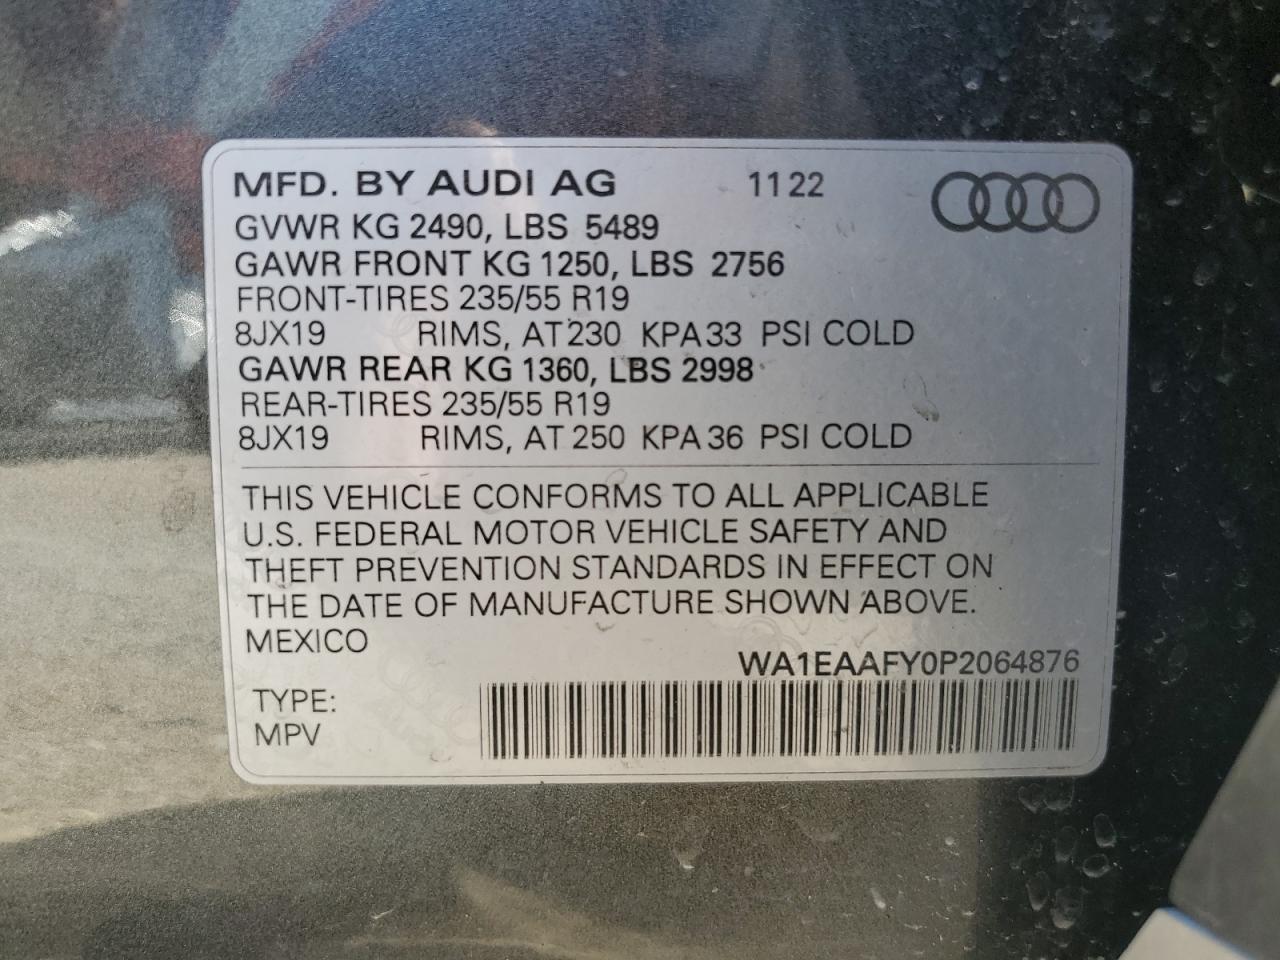 MFD. BY AUDI AG 11 22
GVWR KG 2490, LBS 5489
GAWR FRONT KG 1250, LBS 2756
FRONT-TIRES 235/55 R19
8JX19 RIMS, AT 230 KPA 33 PSI COLD
GAWR REAR KG 1360, LBS 2998
REAR-TIRES 235/55 R19
8JX19 RIMS, AT 250 KPA 36 PSI COLD
THIS VEHICLE CONFORMS TO ALL APPLICABLE
U.S. FEDERAL MOTOR VEHICLE SAFETY AND
THEFT PREVENTION STANDARDS IN EFFECT ON
THE DATE OF MANUFACTURE SHOWN ABOVE.
MEXICO
WA1EAAFY0P2064876
TYPE:
MPV